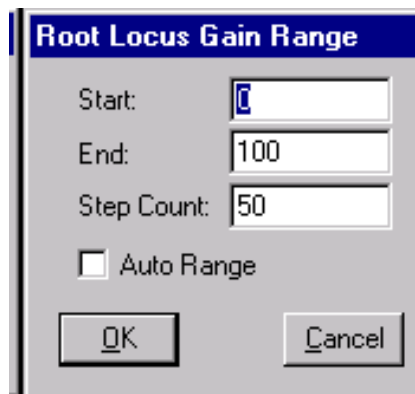 Root Locus Gain Range
Start: 0
End: 100
Step Count: 50
Auto Range
OK Cancel